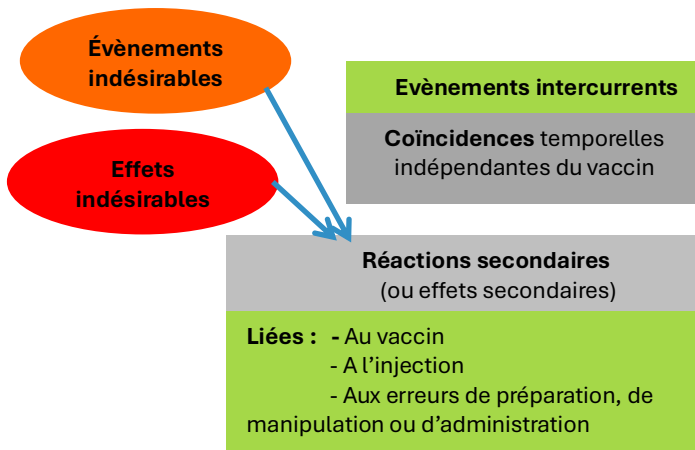 Évènements
indésirables
Effets
indésirables
Evènements intercurrents
Coïncidences temporelles
indépendantes du vaccin
Réactions secondaires
(ou effets secondaires)
Liées : - Au vaccin
- A l’injection
- Aux erreurs de préparation, de
manipulation ou d’administration